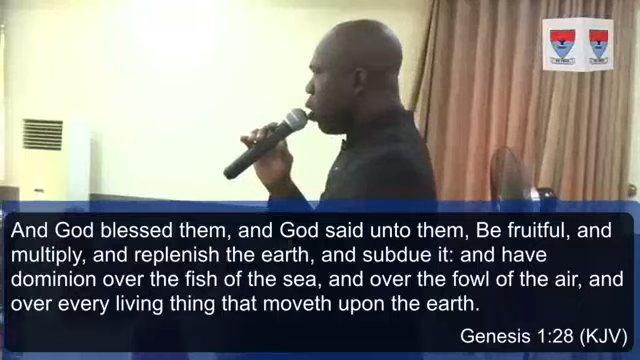 And God blessed them, and God said unto them, Be fruitful, and
multiply, and replenish the earth, and subdue it: and have
dominion over the fish of the sea, and over the fowl of the air, and
over every living thing that moveth upon the earth.
Genesis 1:28 (KJV)